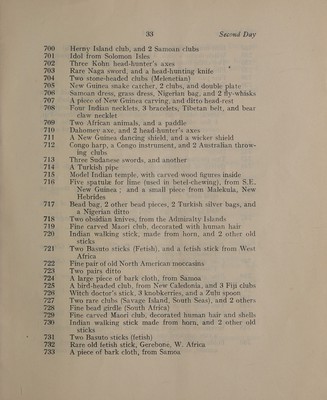 33 Second Day
700 Herny Island club, and 2 Samoan clubs
701 Idol from Solomon Isles
702 Three Kohn head-hunter's axes
703 Rare Naga sword, and a head-hunting knife
704 Two stone-headed clubs (Melenetian)
705 New Guinea snake catcher, 2 clubs, and double plate
706 Samoan dress, grass dress, Nigerian bag, and 2 fly-whisks
707 A piece of New Guinea carving, and ditto head-rest
708 Four Indian necklets, 3 bracelets, Tibetan belt, and bear
claw necklet
709 Two African animals, and a paddle
710 Dahomey axe, and 2 head-hunter's axes
711 A New Guinea dancing shield, and a wicker shield
712 Congo harp, a Congo instrument, and 2 Australian throw-
ing clubs
713 Three Sudanese swords, and another
714 A Turkish pipe
715 Model Indian temple, with carved wood figures inside
716 Five spatulæ for lime (used in betel-chewing), from S.E.
New Guinea ; and a small piece from Malekula, New
Hebrides
717 Bead bag, 2 other bead pieces, 2 Turkish silver bags, and
a Nigerian ditto
718 Two obsidian knives, from the Admiralty Islands
719 Fine carved Maori club, decorated with human hair
720 Indian walking stick, made from horn, and 2 other old
sticks
721 Two Basuto sticks (Fetish), and a fetish stick from West
Africa
722 Fine pair of old North American moccasins
723 Two pairs ditto
724 A large piece of bark cloth, from Samoa
725 A bird-headed club, from New Caledonia, and 3 Fiji clubs
726 Witch doctor's stick, 3 knobkerries, and a Zulu spoon
727 Two rare clubs (Savage Island, South Seas), and 2 others
728 Fine bead girdle (South Africa)
729 Fine carved Maori club, decorated human hair and shells
730 Indian walking stick made from horn, and 2 other old
sticks
731 Two Basuto sticks (fetish)
732 Rare old fetish stick, Gerebone, W. Africa
733 A piece of bark cloth, from Samoa